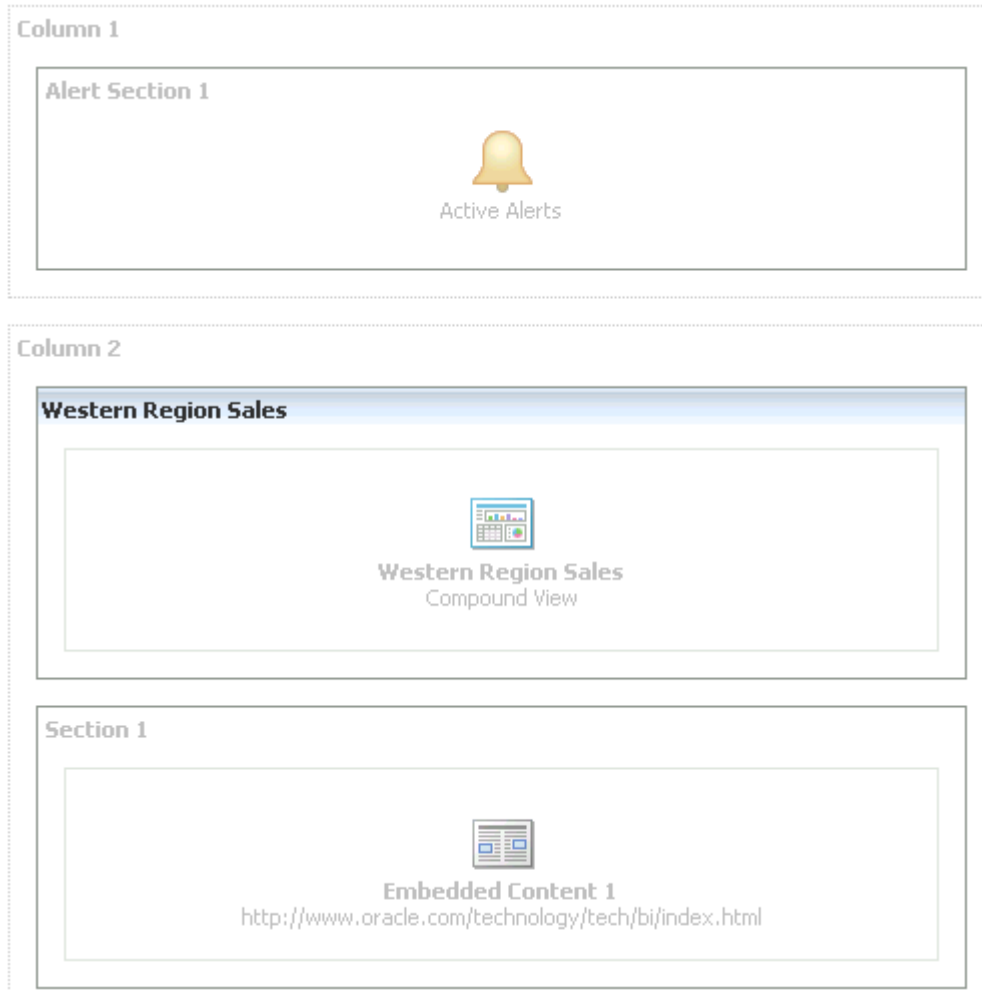 Column 1
Alert Section 1
Active Alerts
Column 2
Western Region Sales
Western Region Sales
Compound View
Section 1
Embedded Content 1
http://www.oracle.com/technology/tech/bi/index.html